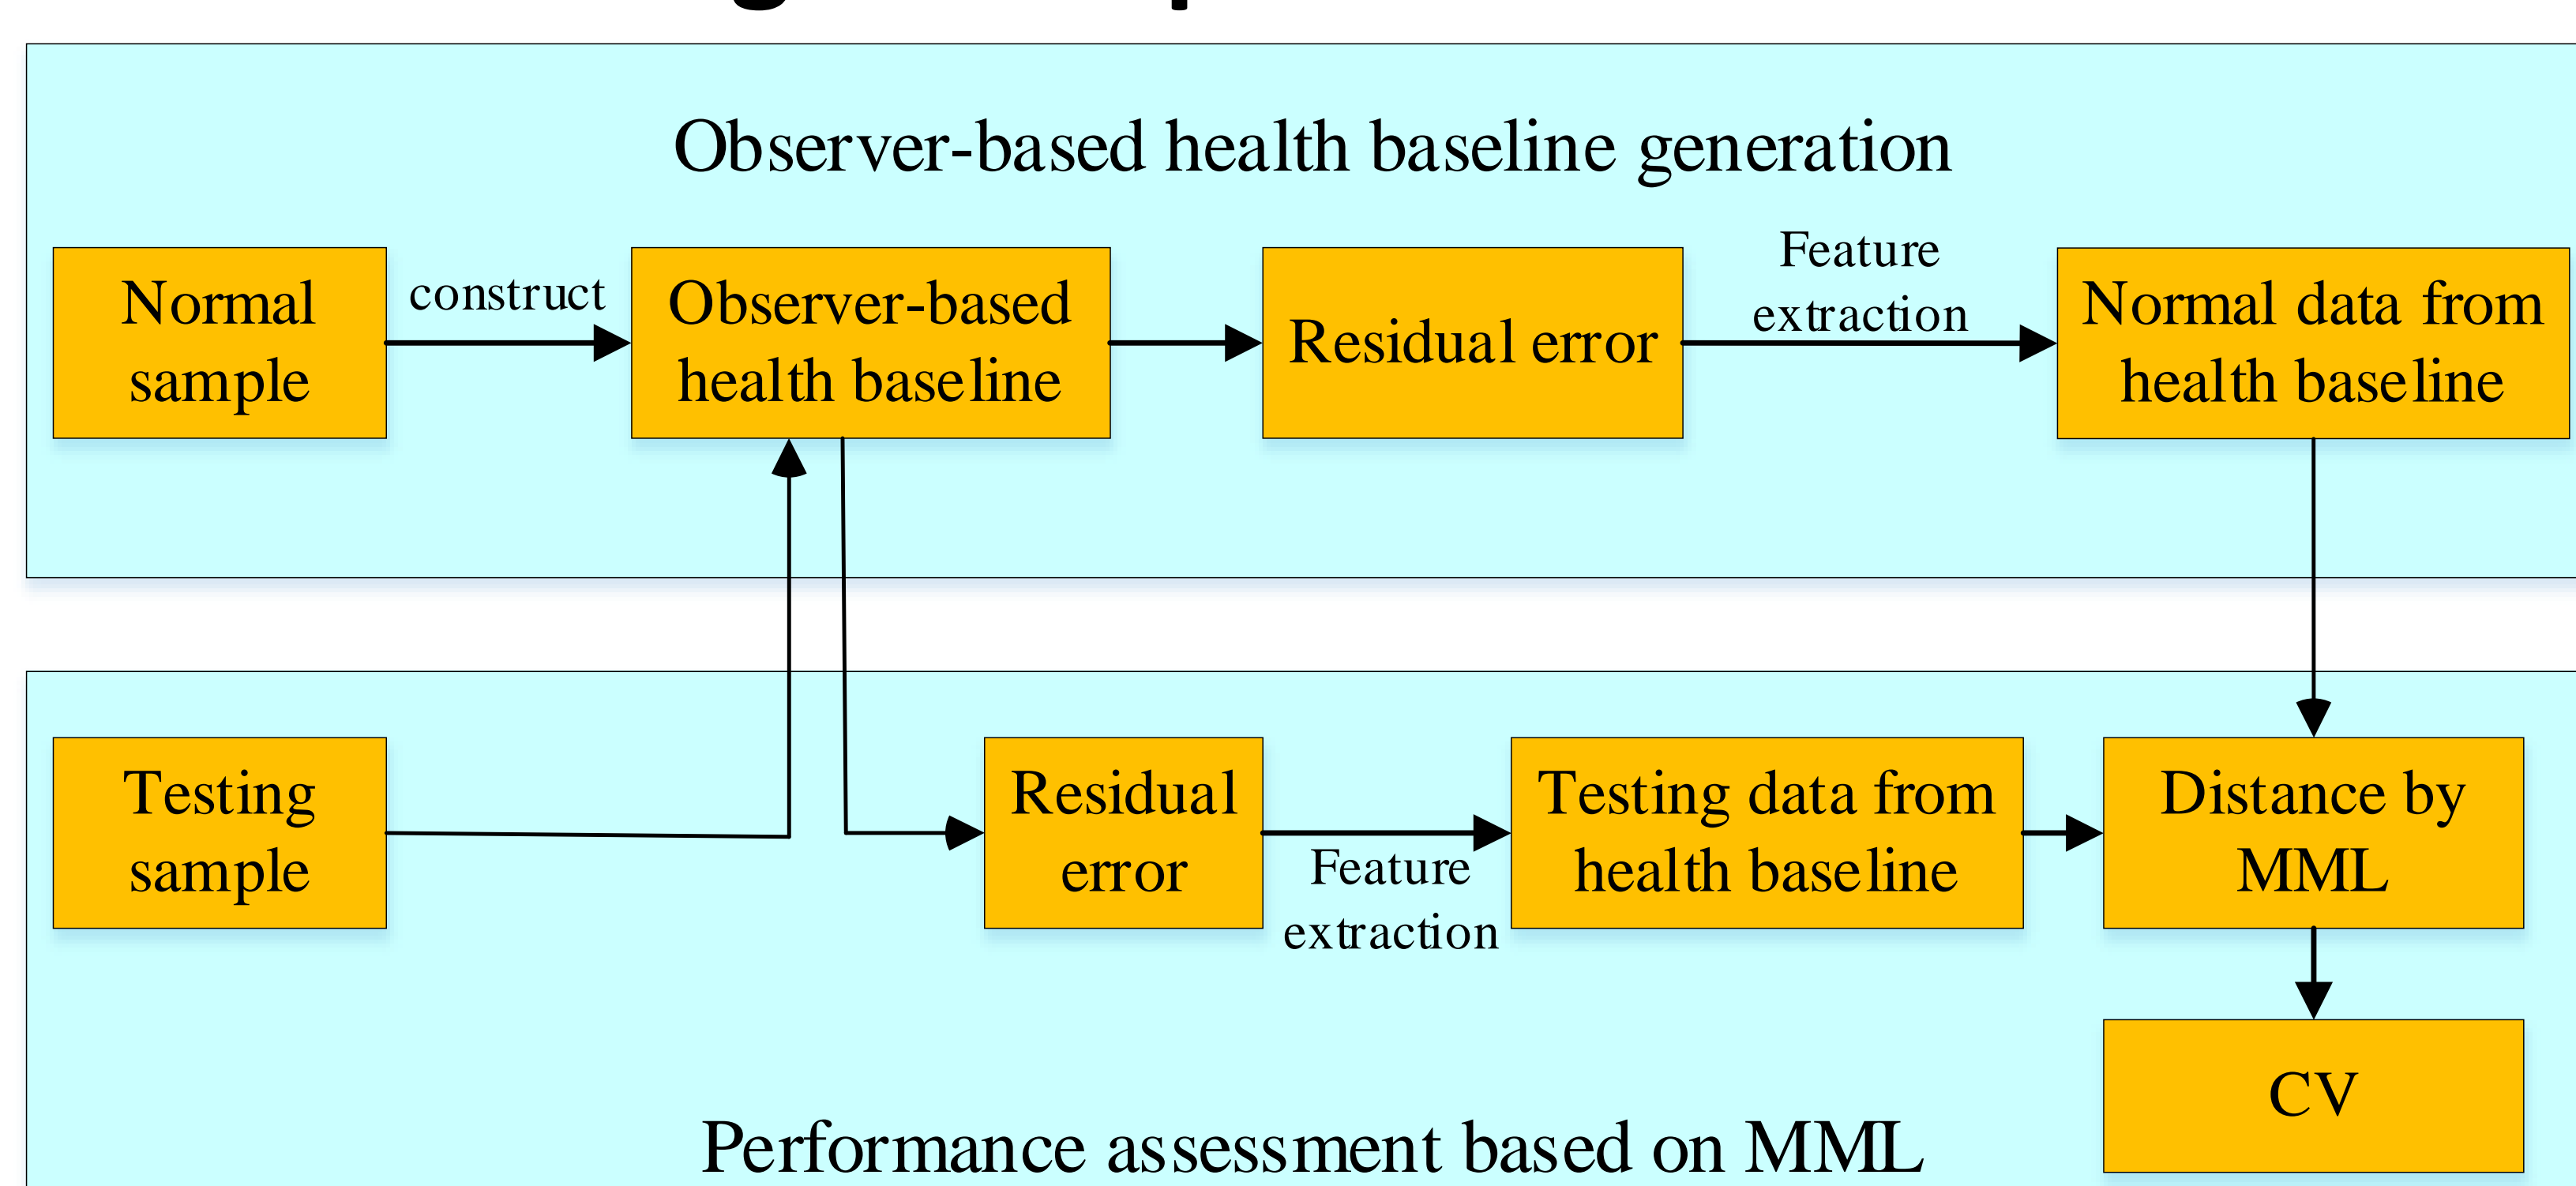 Observer-based health baseline generation
Normal
sample
construct
Observer-based
health baseline
Residual error
Feature
extraction
Normal data from
health baseline
Testing
sample
Residual
error
Feature
extraction
Testing data from
health baseline
Distance by
MML
CV
Performance assessment based on MML